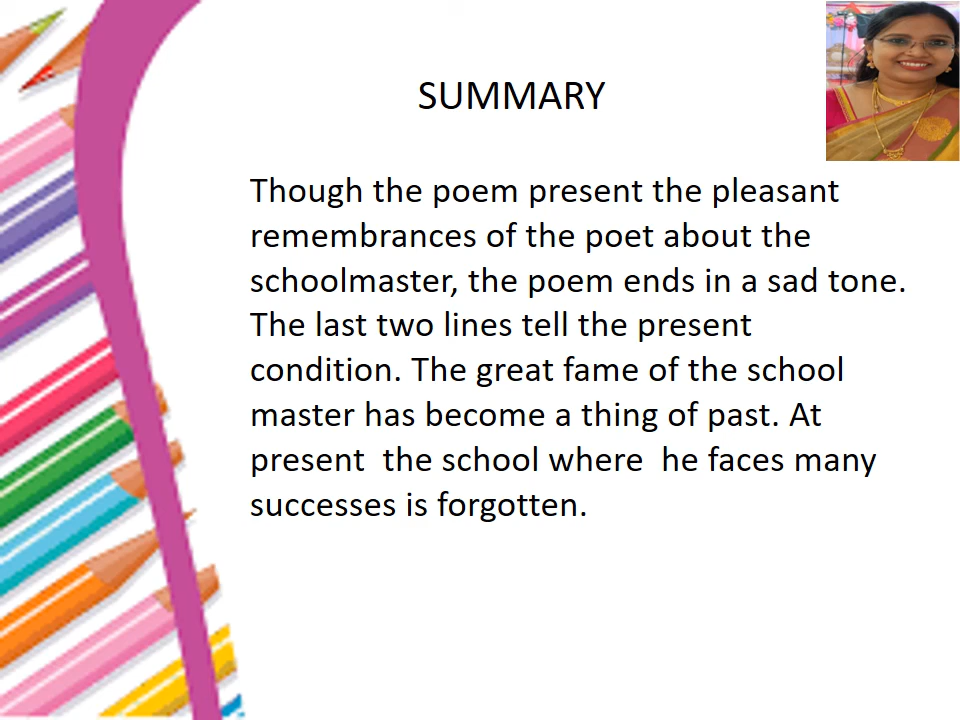 SUMMARY
Though the poem present the pleasant
remembrances of the poet about the
schoolmaster, the poem ends in a sad tone.
The last two lines tell the present
condition. The great fame of the school
master has become a thing of past. At
present  the school where  he faces many
successes is forgotten.